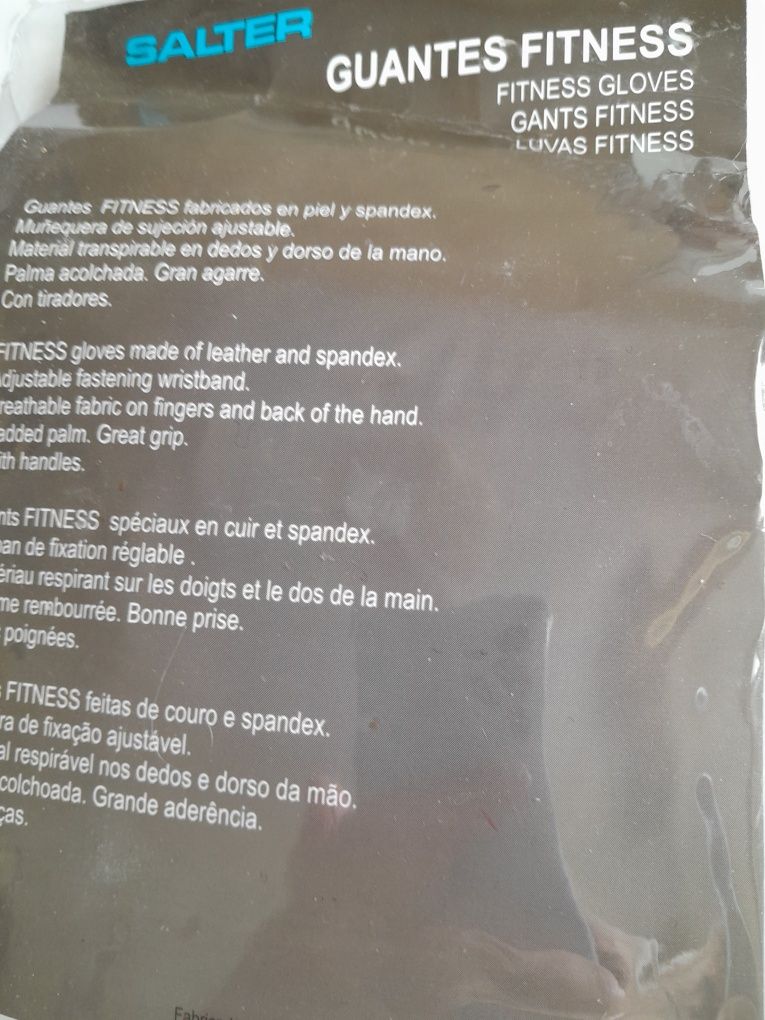 SALTER
GUANTES FITNESS
FITNESS GLOVES
GANTS FITNESS
LUVAS FITNESS
Guantes FITNESS fabricados en piel y spandex.
Muñequera de sujeción ajustable.
Material transpirable en dedos y dorso de la mano.
Palma acolchada. Gran agarre.
Con tiradores.
FITNESS gloves made of leather and spandex.
djustable fastening wristband.
reathable fabric on fingers and back of the hand.
added palm. Great grip.
ith handles.
nts FITNESS spéciaux en cuir et spandex.
an de fixation réglable .
ériau respirant sur les doigts et le dos de la main.
me rembourrée. Bonne prise.
poignées.
s FITNESS feitas de couro e spandex.
ra de fixação ajustável.
al respirável nos dedos e dorso da mão.
colchoada. Grande aderência.
ças.